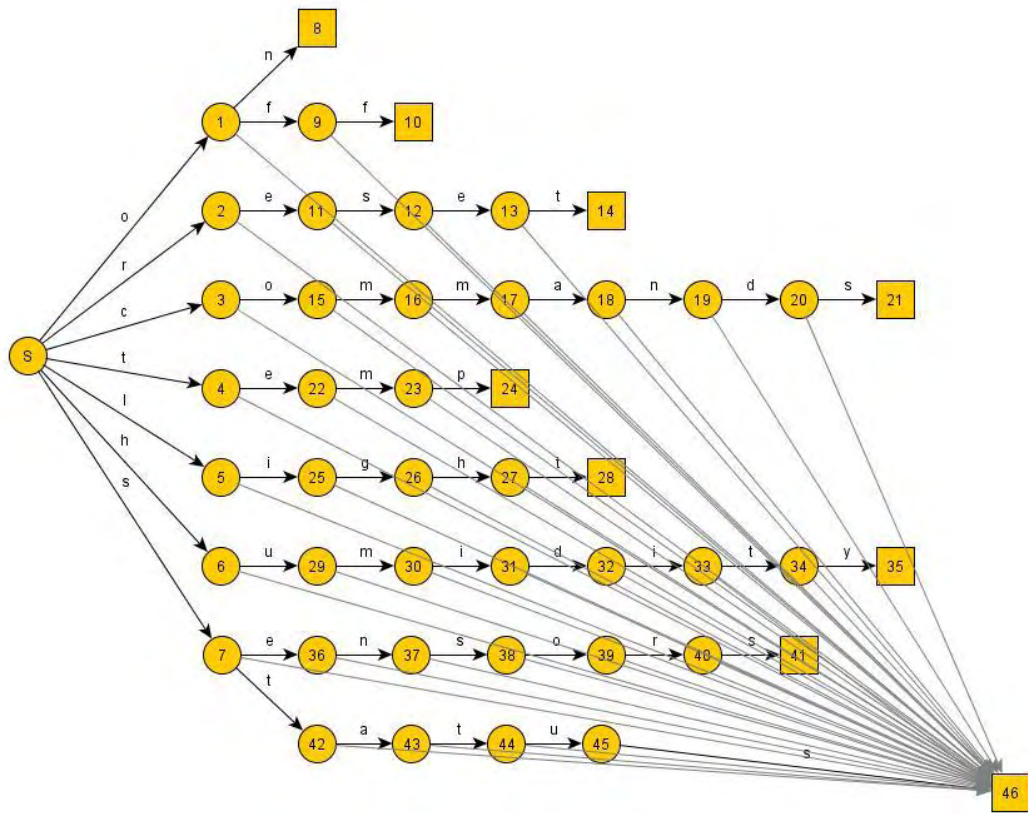 n 8
o 1 f 9 f 10
r 2 e 11 s 12 e 13 t 14
c 3 o 15 m 16 m 17 a 18 n 19 d 20 s 21
S
t 4 e 22 m 23 p 24
l 5 i 25 g 26 h 27 t 28
h 6 u 29 m 30 i 31 d 32 i 33 t 34 y 35
s 7 e 36 n 37 s 38 o 39 r 40 s 41
t 42 a 43 t 44 u 45 s
46